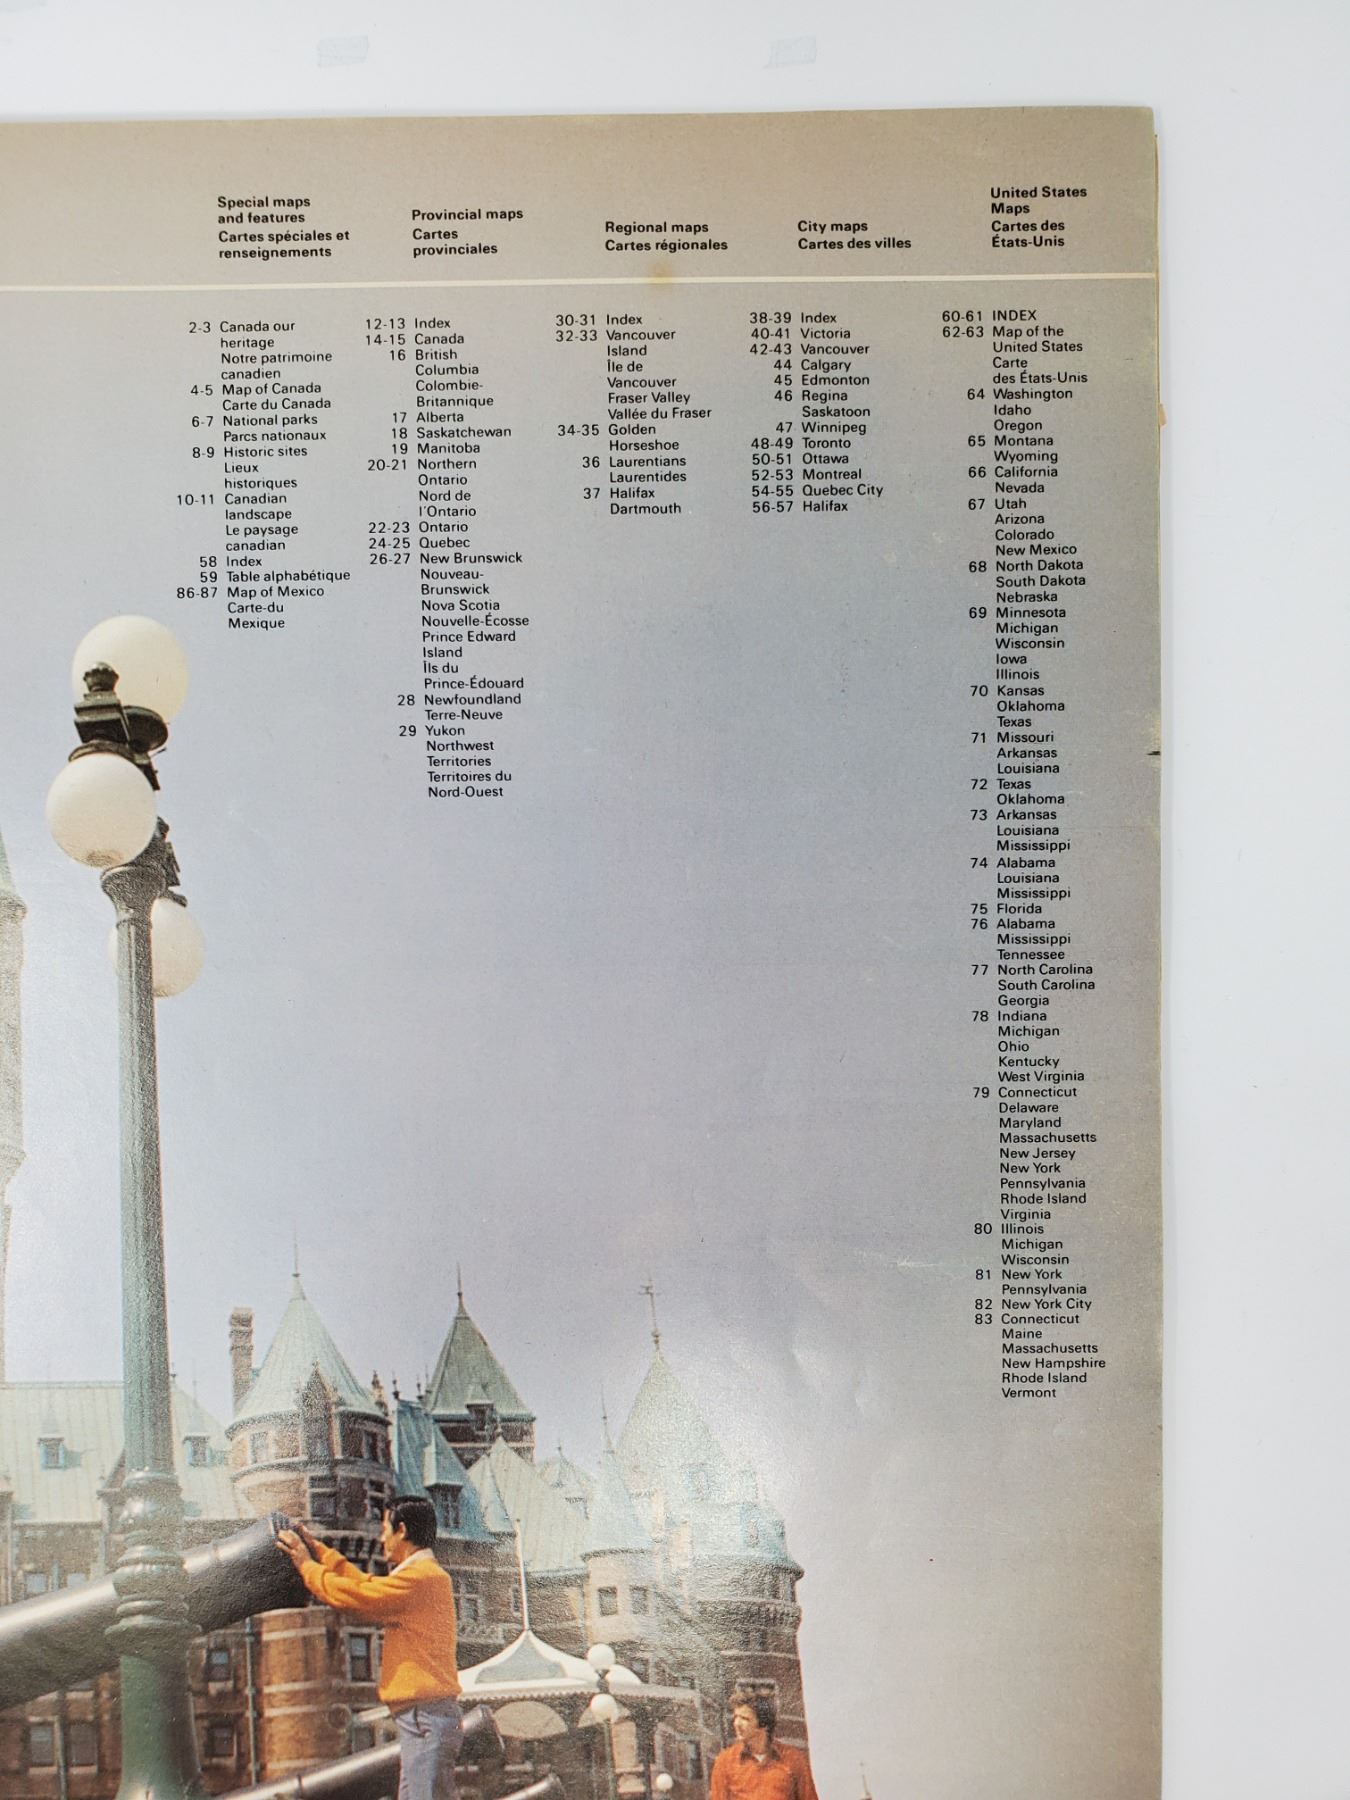 Special maps
and features
Cartes spéciales et
renseignements
2-3 Canada our
heritage
Notre patrimoine
canadien
4-5 Map of Canada
Carte du Canada
6-7 National parks
Parcs nationaux
8-9 Historic sites
Lieux
historiques
10-11 Canadian
landscape
Le paysage
canadian
58 Index
59 Table alphabétique
86-87 Map of Mexico
Carte-du
Mexique
Provincial maps
Cartes
provinciales
12-13 Index
14-15 Canada
16 British
Columbia
Colombie-
Britannique
17 Alberta
18 Saskatchewan
19 Manitoba
20-21 Northern
Ontario
Nord de
l'Ontario
22-23 Ontario
24-25 Quebec
26-27 New Brunswick
Nouveau-
Brunswick
Nova Scotia
Nouvelle-Écosse
Prince Edward
Island
Îls du
Prince-Édouard
28 Newfoundland
Terre-Neuve
29 Yukon
Northwest
Territories
Territoires du
Nord-Ouest
Regional maps
Cartes régionales
30-31 Index
32-33 Vancouver
Island
Île de
Vancouver
Fraser Valley
Vallée du Fraser
34-35 Golden
Horseshoe
36 Laurentians
Laurentides
37 Halifax
Dartmouth
City maps
Cartes des villes
38-39 Index
40-41 Victoria
42-43 Vancouver
44 Calgary
45 Edmonton
46 Regina
Saskatoon
47 Winnipeg
48-49 Toronto
50-51 Ottawa
52-53 Montreal
54-55 Quebec City
56-57 Halifax
United States
Maps
Cartes des
États-Unis
60-61 INDEX
62-63 Map of the
United States
Carte
des États-Unis
64 Washington
Idaho
Oregon
65 Montana
Wyoming
66 California
Nevada
67 Utah
Arizona
Colorado
New Mexico
68 North Dakota
South Dakota
Nebraska
69 Minnesota
Michigan
Wisconsin
Iowa
Illinois
70 Kansas
Oklahoma
Texas
71 Missouri
Arkansas
Louisiana
72 Texas
Oklahoma
73 Arkansas
Louisiana
Mississippi
74 Alabama
Louisiana
Mississippi
75 Florida
76 Alabama
Mississippi
Tennessee
77 North Carolina
South Carolina
Georgia
78 Indiana
Michigan
Ohio
Kentucky
West Virginia
79 Connecticut
Delaware
Maryland
Massachusetts
New Jersey
New York
Pennsylvania
Rhode Island
Virginia
80 Illinois
Michigan
Wisconsin
81 New York
Pennsylvania
82 New York City
83 Connecticut
Maine
Massachusetts
New Hampshire
Rhode Island
Vermont